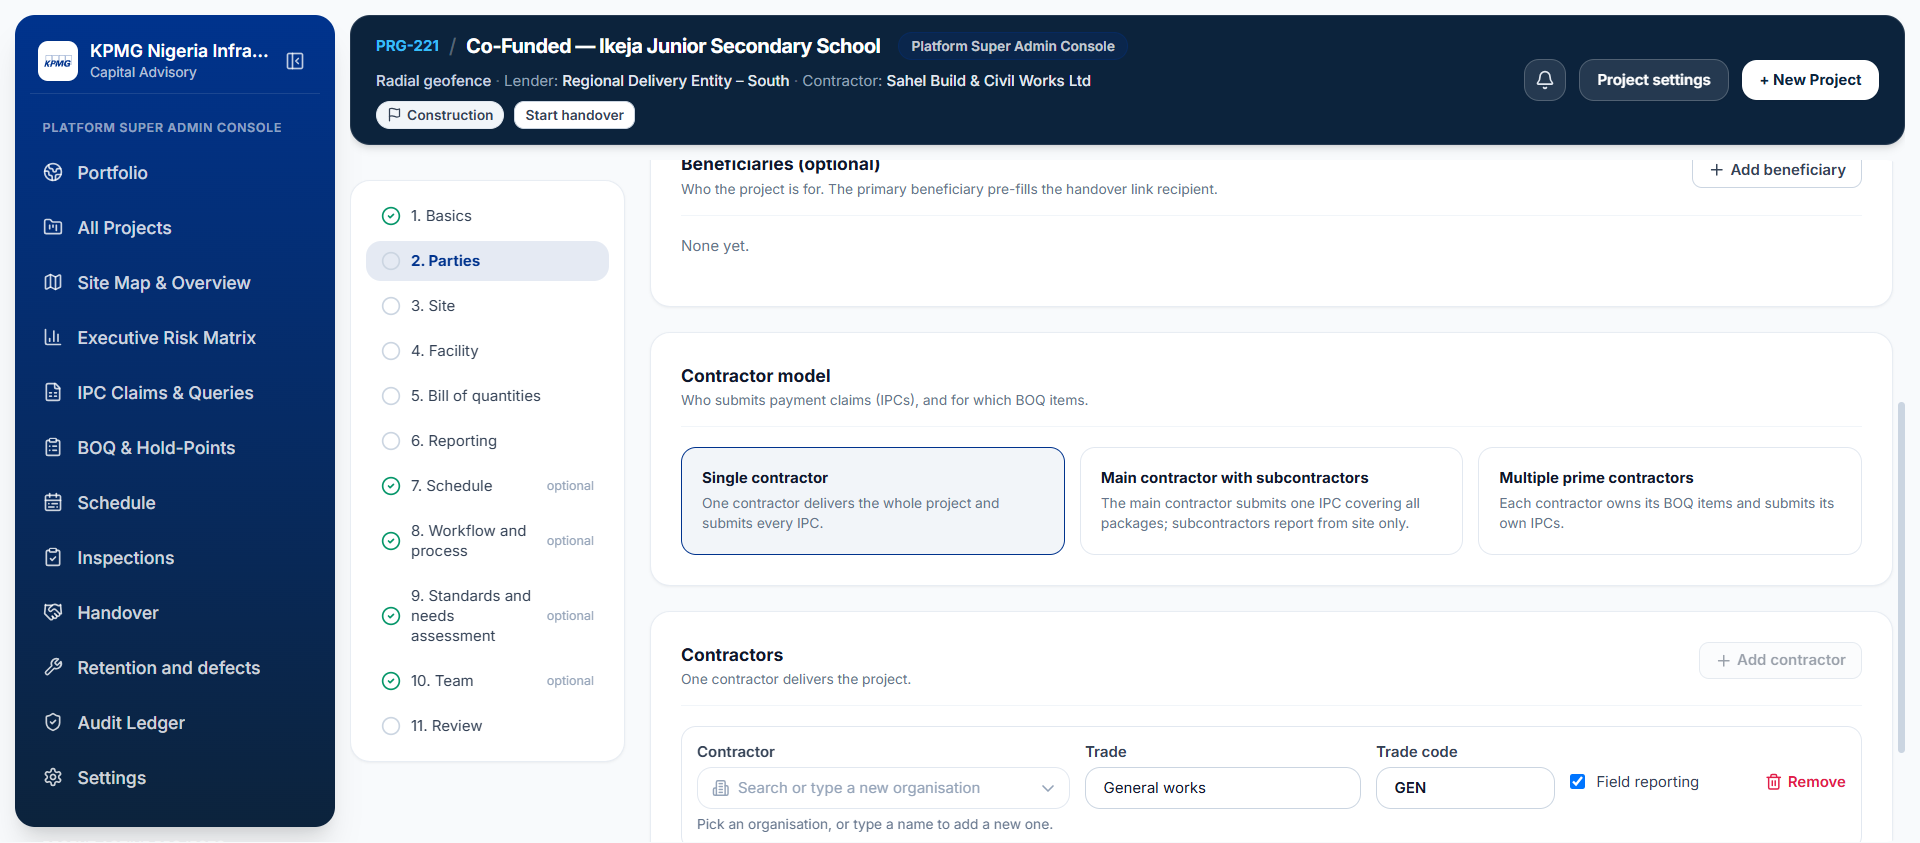 KPMG
KPMG Nigeria Infra...
Capital Advisory
PLATFORM SUPER ADMIN CONSOLE
Portfolio
All Projects
Site Map & Overview
Executive Risk Matrix
IPC Claims & Queries
BOQ & Hold-Points
Schedule
Inspections
Handover
Retention and defects
Audit Ledger
Settings
PRG-221 / Co-Funded — Ikeja Junior Secondary School Platform Super Admin Console
Radial geofence · Lender: Regional Delivery Entity – South · Contractor: Sahel Build & Civil Works Ltd
Construction Start handover
Project settings
+ New Project
1. Basics
2. Parties
3. Site
4. Facility
5. Bill of quantities
6. Reporting
7. Schedule optional
8. Workflow and
process
optional
9. Standards and
needs
assessment
optional
10. Team optional
11. Review
Beneficiaries (optional)
Who the project is for. The primary beneficiary pre-fills the handover link recipient.
+ Add beneficiary
None yet.
Contractor model
Who submits payment claims (IPCs), and for which BOQ items.
Single contractor
One contractor delivers the whole project and
submits every IPC.
Main contractor with subcontractors
The main contractor submits one IPC covering all
packages; subcontractors report from site only.
Multiple prime contractors
Each contractor owns its BOQ items and submits its
own IPCs.
Contractors
One contractor delivers the project.
+ Add contractor
Contractor
Search or type a new organisation
Pick an organisation, or type a name to add a new one.
Trade
General works
Trade code
GEN
Field reporting
Remove